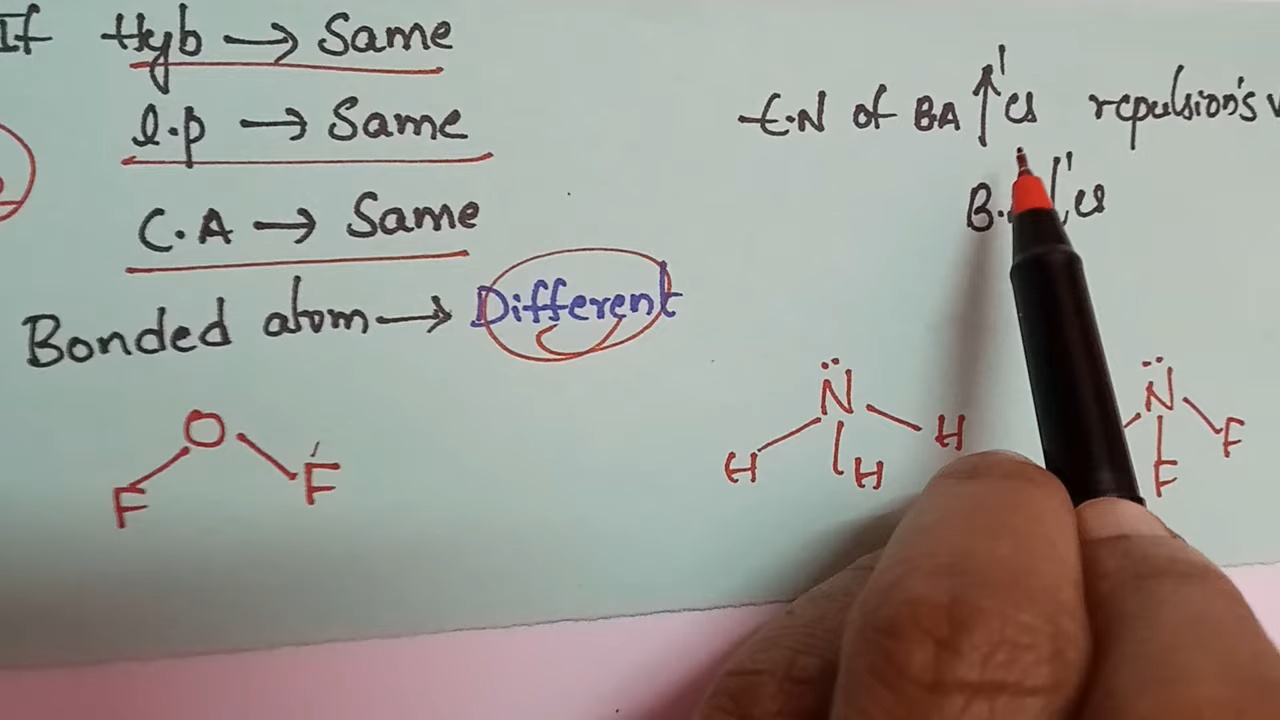 If Hyb → Same
l.p → Same
C.A → Same
Bonded atom → Different
E.N of BA ↑'es repulsion's
'es
O
F F
N̈
H H H
N̈
F F